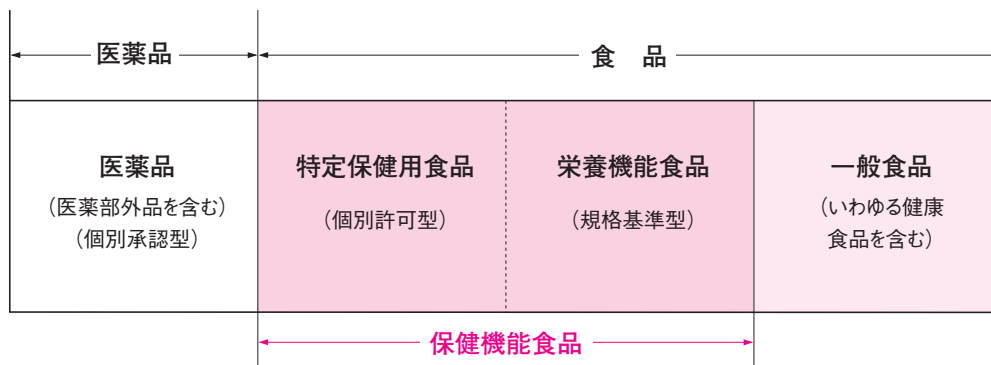 医薬品
食 品
医薬品
（医薬部外品を含む）
（個別承認型）
特定保健用食品
（個別許可型）
栄養機能食品
（規格基準型）
一般食品
（いわゆる健康
食品を含む）
保健機能食品